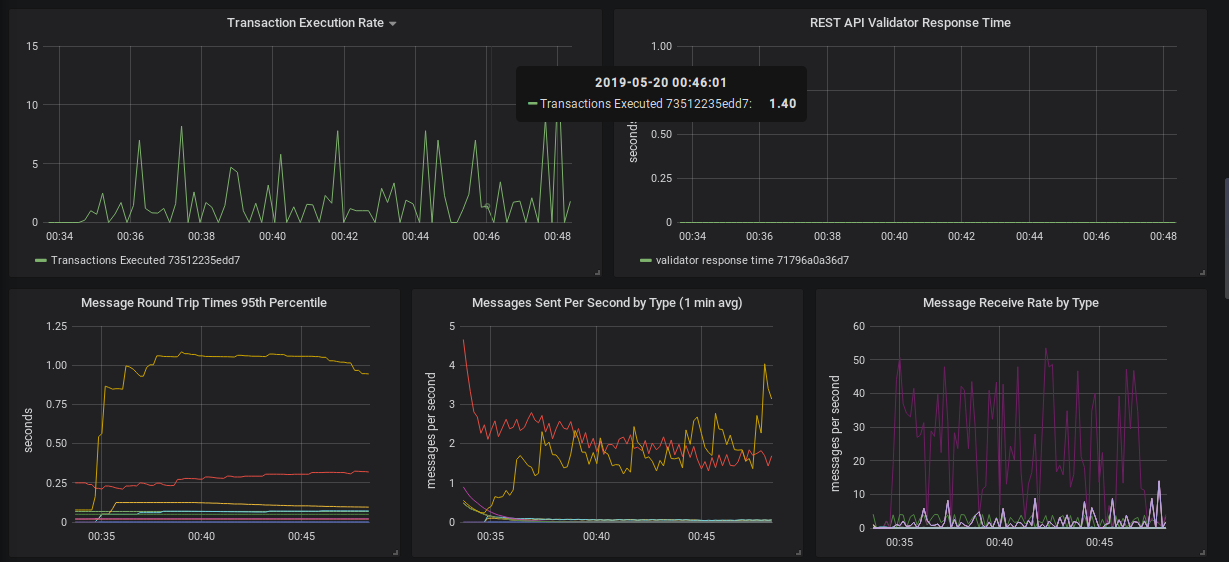 Transaction Execution Rate
15
10
5
0
00:34 00:36 00:38 00:40 00:42 00:44 00:46 00:48
Transactions Executed 73512235edd7
REST API Validator Response Time
1.00
0.50
0.25
0
seconds
00:34 00:36 00:38 00:40 00:42 00:44 00:46 00:48
validator response time 71796a0a36d7
2019-05-20 00:46:01
Transactions Executed 73512235edd7: 1.40
Message Round Trip Times 95th Percentile
1.25
1.00
0.75
0.50
0.25
0
seconds
00:35 00:40 00:45
Messages Sent Per Second by Type (1 min avg)
5
4
3
2
1
0
messages per second
00:35 00:40 00:45
Message Receive Rate by Type
60
50
40
30
20
10
0
messages per second
00:35 00:40 00:45